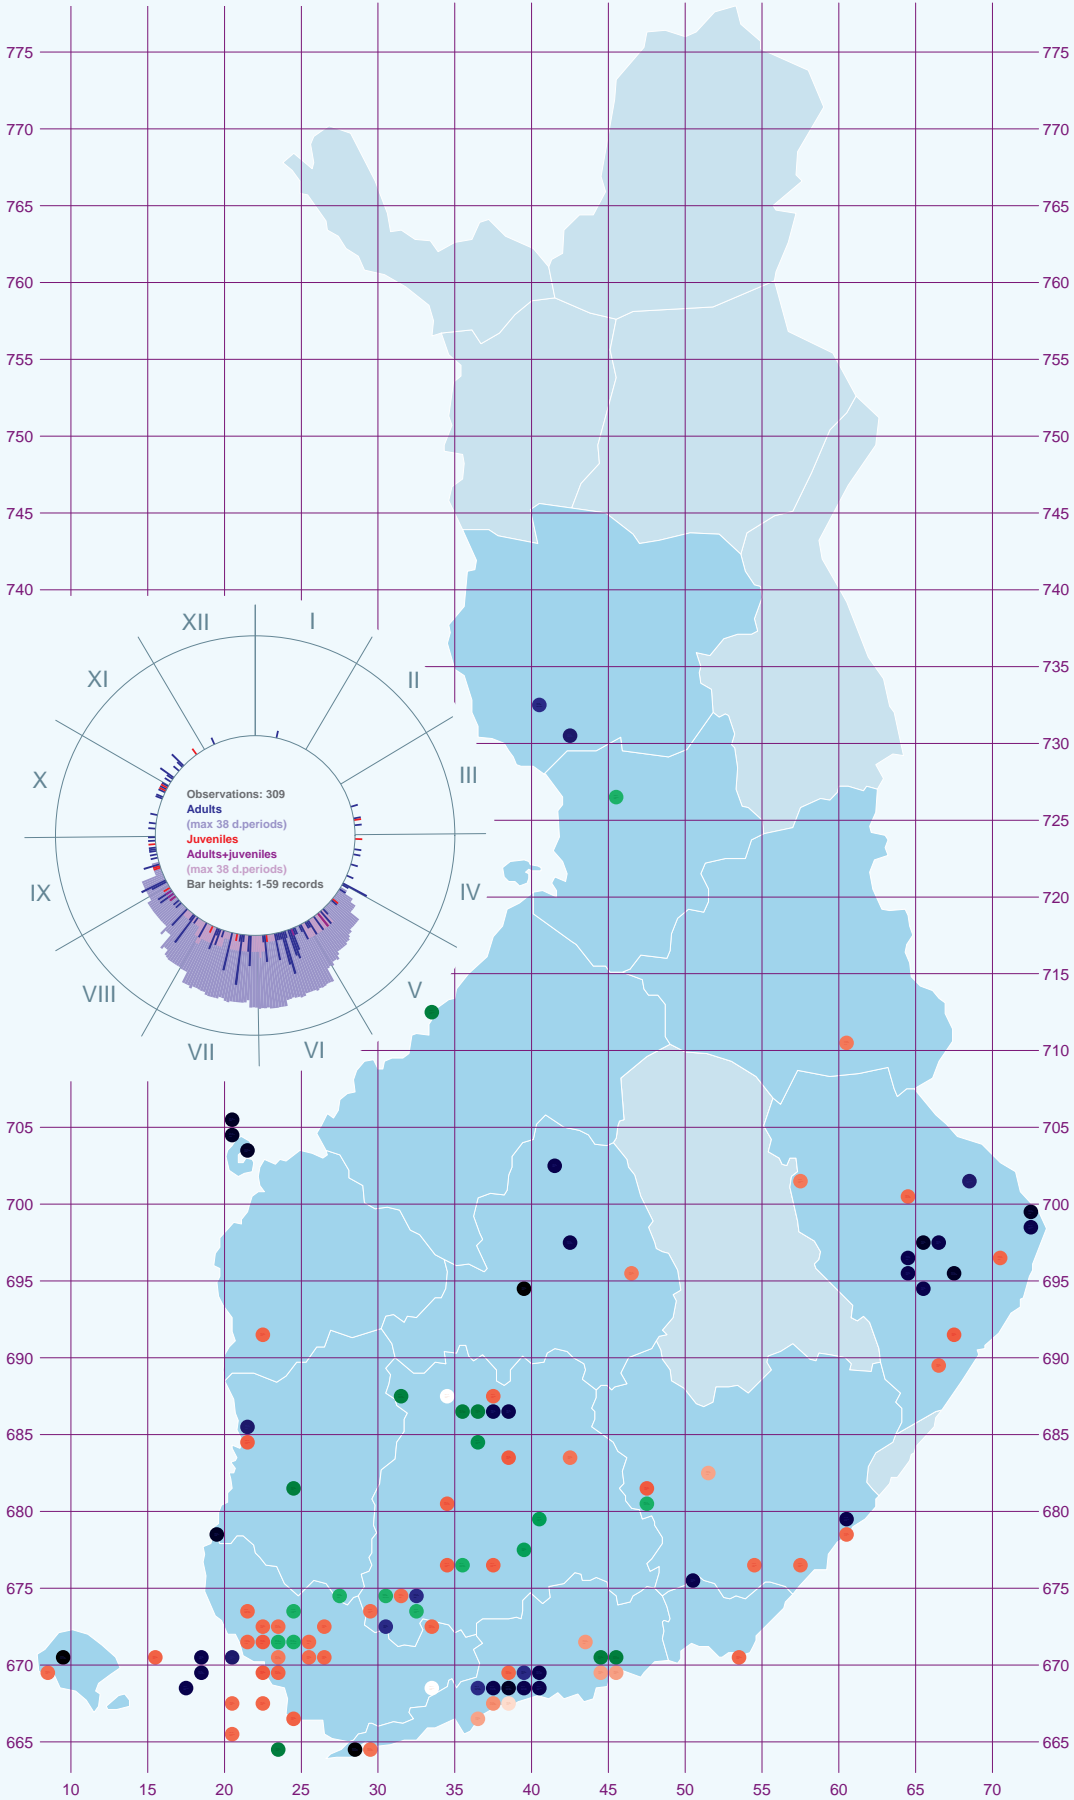 775 775
770 770
765 765
760 760
755 755
750 750
745 745
740 740
XII I
XI II
735
730
X III
Observations: 309
Adults
(max 38 d.periods)
Juveniles
Adults+juveniles
(max 38 d.periods)
Bar heights: 1-59 records
725
IX IV
720
715
VIII V
VII VI
710
705 705
700 700
695 695
690 690
685 685
680 680
675 675
670 670
665 665
10 15 20 25 30 35 40 45 50 55 60 65 70